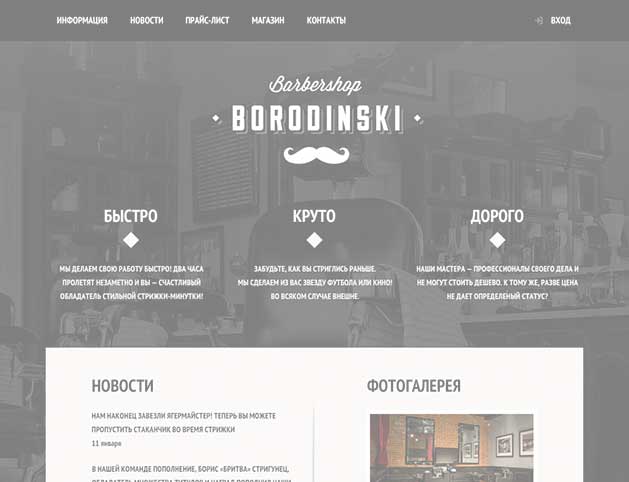 ИНФОРМАЦИЯ НОВОСТИ ПРАЙС-ЛИСТ МАГАЗИН КОНТАКТЫ ВХОД
Barbershop
BORODINSKI
БЫСТРО
МЫ ДЕЛАЕМ СВОЮ РАБОТУ БЫСТРО! ДВА ЧАСА
ПРОЛЕТЯТ НЕЗАМЕТНО И ВЫ — СЧАСТЛИВЫЙ
ОБЛАДАТЕЛЬ СТИЛЬНОЙ СТРИЖКИ-МИНУТКИ!
КРУТО
ЗАБУДЬТЕ, КАК ВЫ СТРИГЛИСЬ РАНЬШЕ.
МЫ СДЕЛАЕМ ИЗ ВАС ЗВЕЗДУ ФУТБОЛА ИЛИ КИНО!
ВО ВСЯКОМ СЛУЧАЕ ВНЕШНЕ.
ДОРОГО
НАШИ МАСТЕРА — ПРОФЕССИОНАЛЫ СВОЕГО ДЕЛА И
НЕ МОГУТ СТОИТЬ ДЕШЕВО. К ТОМУ ЖЕ, РАЗВЕ ЦЕНА
НЕ ДАЕТ ОПРЕДЕЛЕНЫЙ СТАТУС?
НОВОСТИ
НАМ НАКОНЕЦ ЗАВЕЗЛИ ЯГЕРМАЙСТЕР! ТЕПЕРЬ ВЫ МОЖЕТЕ
ПРОПУСТИТЬ СТАКАНЧИК ВО ВРЕМЯ СТРИЖКИ
11 января
В НАШЕЙ КОМАНДЕ ПОПОЛНЕНИЕ, БОРИС «БРИТВА» СТРИГУНЕЦ,
ФОТОГАЛЕРЕЯ